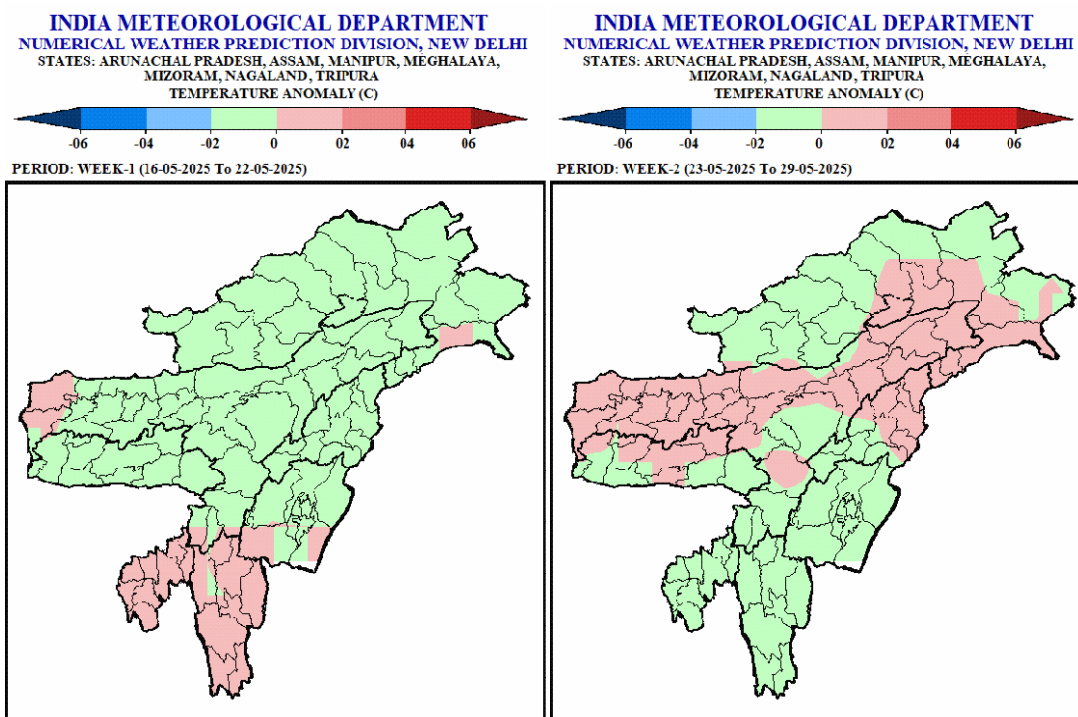 INDIA METEOROLOGICAL DEPARTMENT
NUMERICAL WEATHER PREDICTION DIVISION, NEW DELHI
STATES: ARUNACHAL PRADESH, ASSAM, MANIPUR, MEGHALAYA,
MIZORAM, NAGALAND, TRIPURA
TEMPERATURE ANOMALY (C)
-06 -04 -02 0 02 04 06
PERIOD: WEEK-1 (16-05-2025 To 22-05-2025)
INDIA METEOROLOGICAL DEPARTMENT
NUMERICAL WEATHER PREDICTION DIVISION, NEW DELHI
STATES: ARUNACHAL PRADESH, ASSAM, MANIPUR, MEGHALAYA,
MIZORAM, NAGALAND, TRIPURA
TEMPERATURE ANOMALY (C)
-06 -04 -02 0 02 04 06
PERIOD: WEEK-2 (23-05-2025 To 29-05-2025)